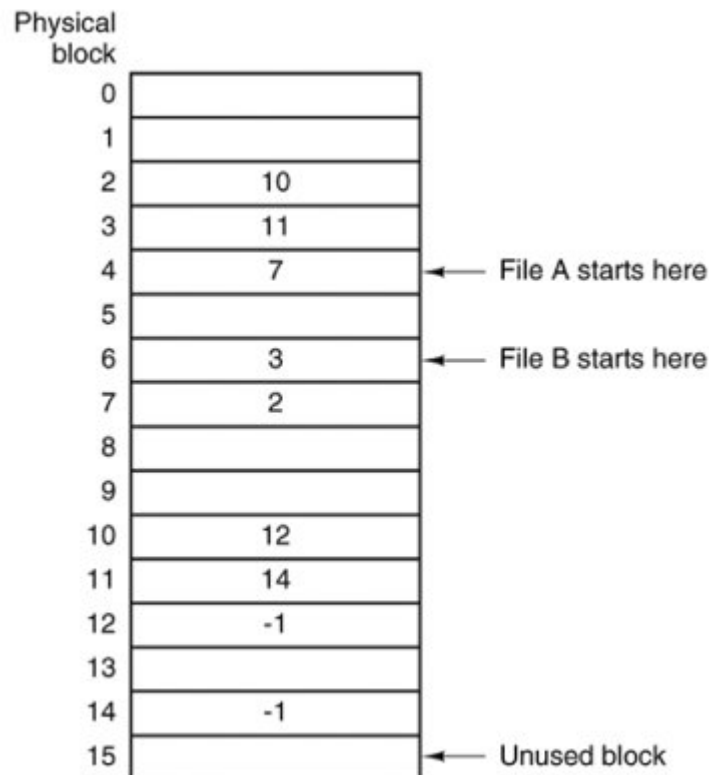 Physical
block
0
1
2 10
3 11
4 7 File A starts here
5
6 3 File B starts here
7 2
8
9
10 12
11 14
12 -1
13
14 -1
15 Unused block